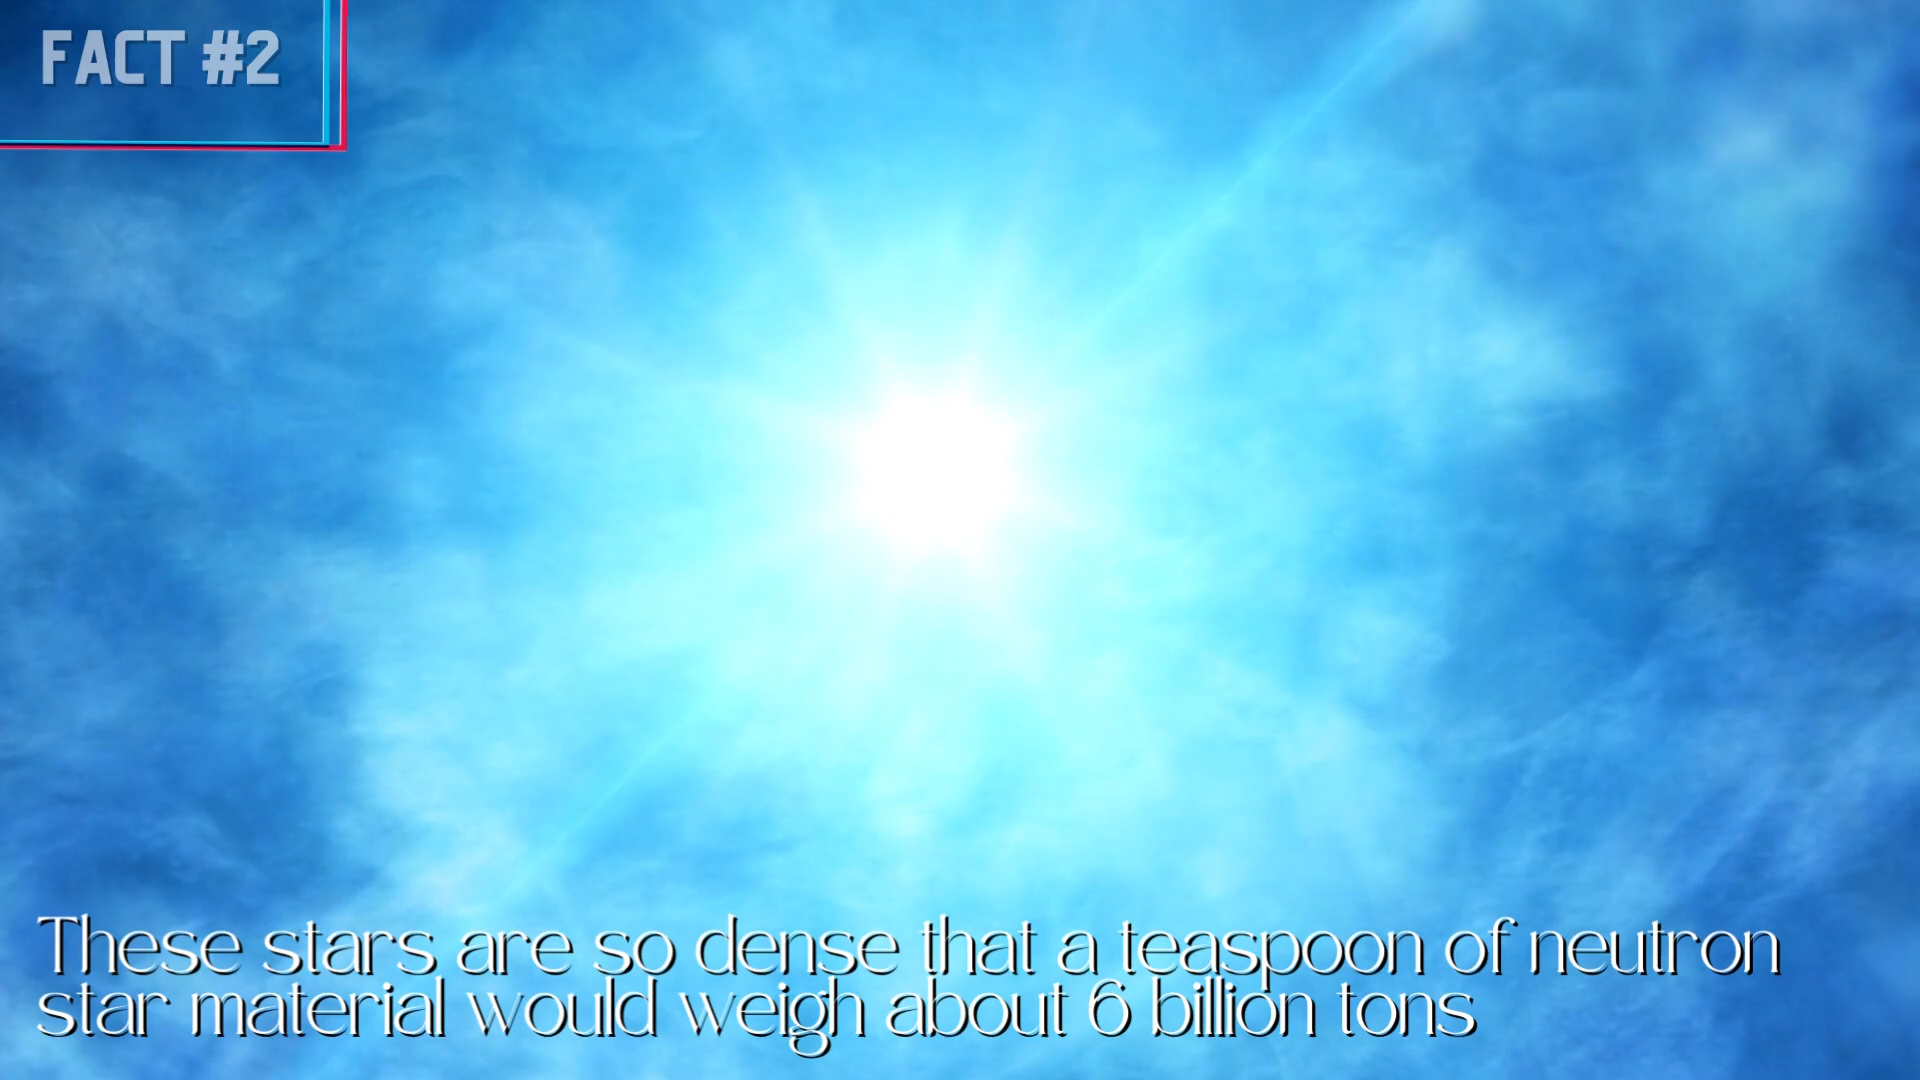 FACT #2
These stars are so dense that a teaspoon of neutron
star material would weigh about 6 billion tons